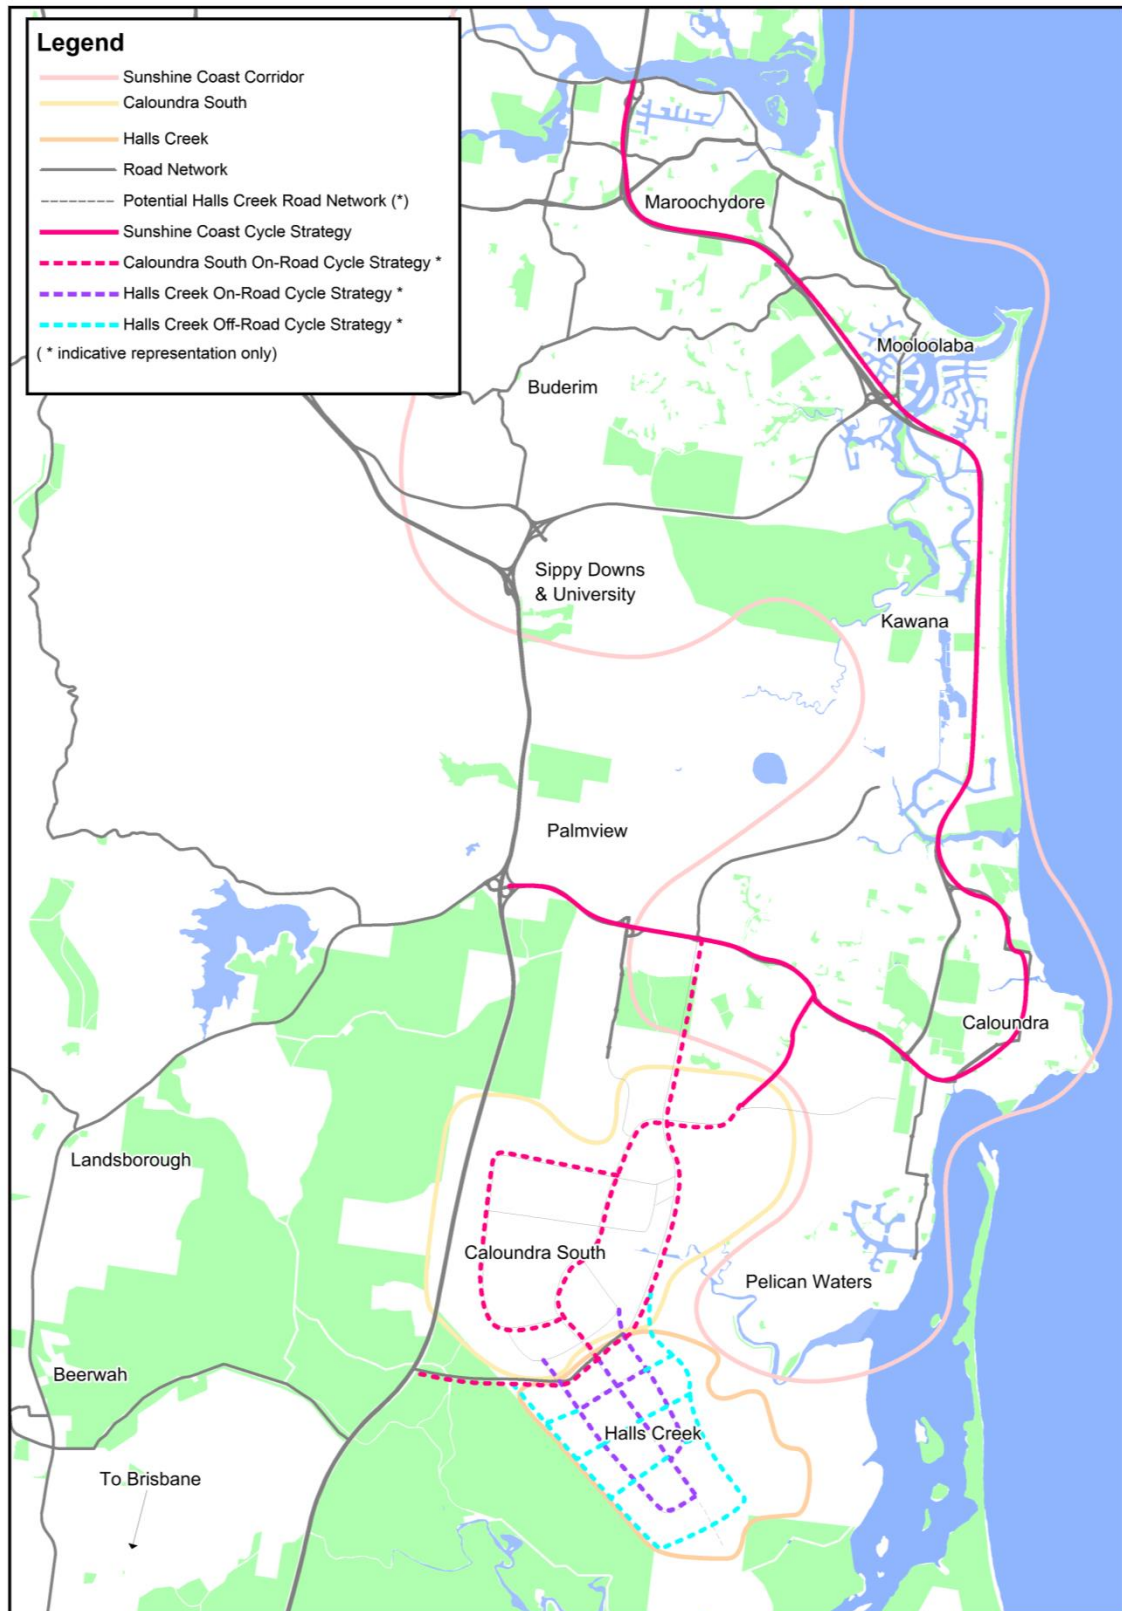 Legend
Sunshine Coast Corridor
Caloundra South
Halls Creek
Road Network
Potential Halls Creek Road Network (*)
Sunshine Coast Cycle Strategy
Caloundra South On-Road Cycle Strategy *
Halls Creek On-Road Cycle Strategy *
Halls Creek Off-Road Cycle Strategy *
( * indicative representation only)
Maroochydore
Mooloolaba
Buderim
Sippy Downs
& University
Kawana
Palmview
Caloundra
Landsborough
Caloundra South
Pelican Waters
Beerwah
Halls Creek
To Brisbane